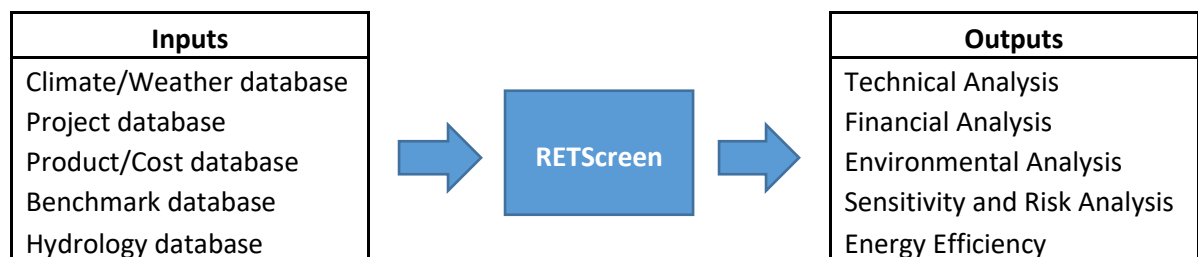 Inputs
Climate/Weather database
Project database
Product/Cost database
Benchmark database
Hydrology database
RETScreen
Outputs
Technical Analysis
Financial Analysis
Environmental Analysis
Sensitivity and Risk Analysis
Energy Efficiency